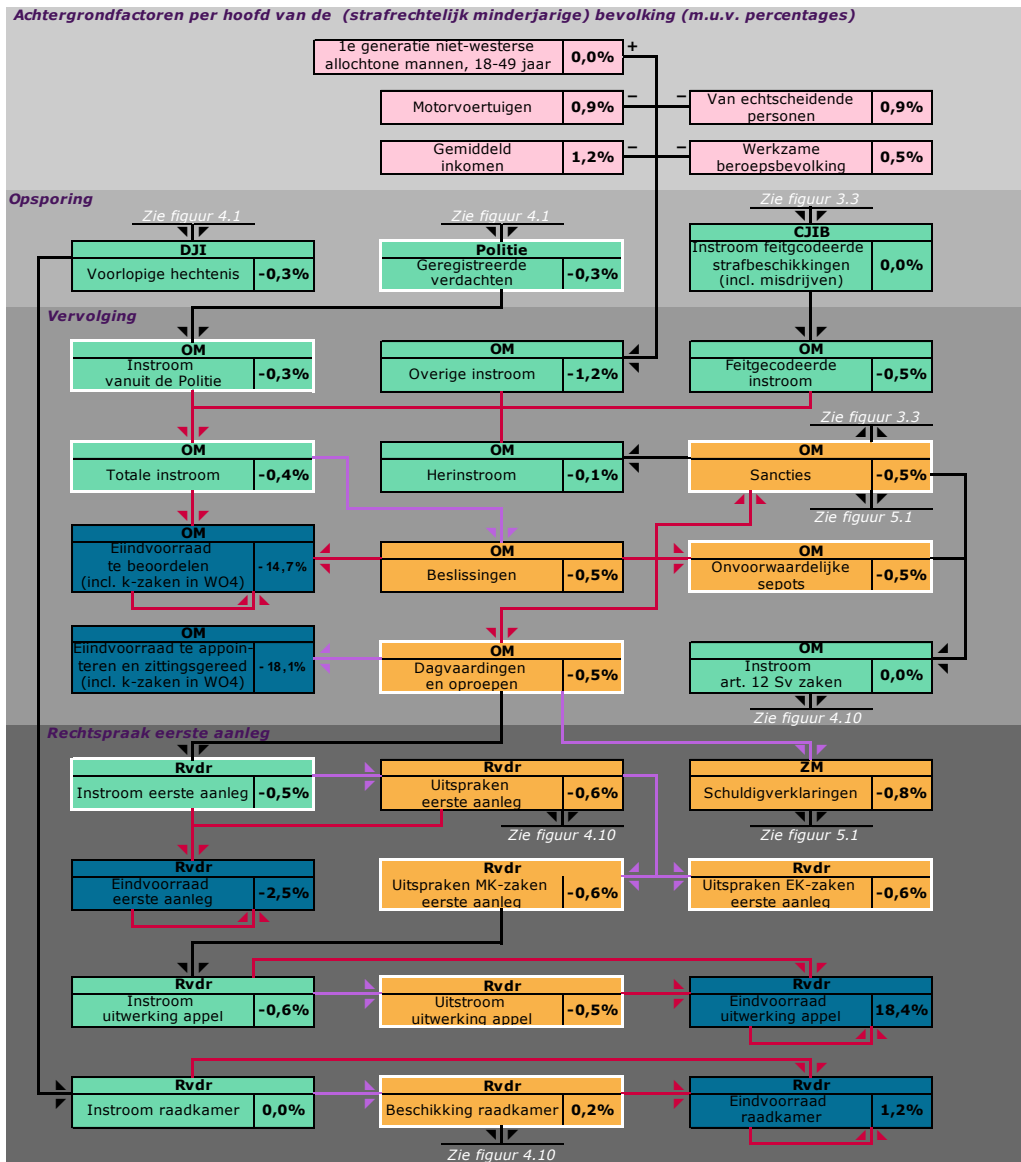 Achtergrondfactoren per hoofd van de (strafrechtelijk minderjarige) bevolking (m.u.v. percentages)
1e generatie niet-westerse
allochtone mannen, 18-49 jaar
0,0%
+
Motorvoertuigen
0,9%
–
–
Van echtscheidende
personen
0,9%
Gemiddeld
inkomen
1,2%
–
–
Werkzame
beroepsbevolking
0,5%
Opsporing
Zie figuur 4.1
Zie figuur 4.1
Zie figuur 3.3
DJI
Voorlopige hechtenis
-0,3%
Politie
Geregistreerde
verdachten
-0,3%
CJIB
Instroom feitgecodeerde
strafbeschikkingen
(incl. misdrijven)
0,0%
Vervolging
OM
Instroom
vanuit de Politie
-0,3%
OM
Overige instroom
-1,2%
OM
Feitgecodeerde
instroom
-0,5%
Zie figuur 3.3
OM
Totale instroom
-0,4%
OM
Herinstroom
-0,1%
OM
Sancties
-0,5%
Zie figuur 5.1
OM
Eiindvoorraad
te beoordelen
(incl. k-zaken in WO4)
-14,7%
OM
Beslissingen
-0,5%
OM
Onvoorwaardelijke
sepots
-0,5%
OM
Eiindvoorraad te appoin-
teren en zittingsgereed
(incl. k-zaken in WO4)
-18,1%
OM
Dagvaardingen
en oproepen
-0,5%
OM
Instroom
art. 12 Sv zaken
0,0%
Zie figuur 4.10
Rechtspraak eerste aanleg
Rvdr
Instroom eerste aanleg
-0,5%
Rvdr
Uitspraken
eerste aanleg
-0,6%
ZM
Schuldigverklaringen
-0,8%
Zie figuur 4.10
Zie figuur 5.1
Rvdr
Eindvoorraad
eerste aanleg
-2,5%
Rvdr
Uitspraken MK-zaken
eerste aanleg
-0,6%
Rvdr
Uitspraken EK-zaken
eerste aanleg
-0,6%
Rvdr
Instroom
uitwerking appel
-0,6%
Rvdr
Uitstroom
uitwerking appel
-0,5%
Rvdr
Eindvoorraad
uitwerking appel
18,4%
Rvdr
Instroom raadkamer
0,0%
Rvdr
Beschikking raadkamer
0,2%
Rvdr
Eindvoorraad
raadkamer
1,2%
Zie figuur 4.10